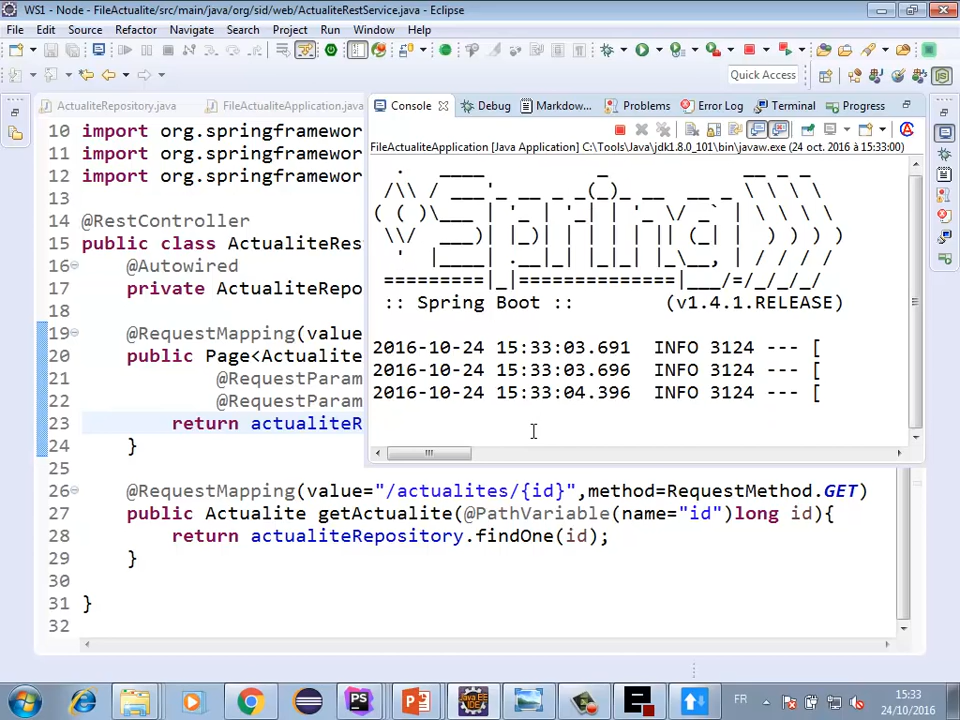 WS1 - Node - FileActualite/src/main/java/org/sid/web/ActualiteRestService.java - Eclipse
File Edit Source Refactor Navigate Search Project Run Window Help
Quick Access
ActualiteRepository.java FileActualiteApplication.java
Console Debug Markdow... Problems Error Log Terminal Progress
FileActualiteApplication [Java Application] C:\Tools\Java\jdk1.8.0_101\bin\javaw.exe (24 oct. 2016 à 15:33:00)
:: Spring Boot :: (v1.4.1.RELEASE)
2016-10-24 15:33:03.691 INFO 3124 --- [
2016-10-24 15:33:03.696 INFO 3124 --- [
2016-10-24 15:33:04.396 INFO 3124 --- [
10 import org.springframewor
11 import org.springframewor
12 import org.springframewor
13
14 @RestController
15 public class ActualiteRes
16 @Autowired
17 private ActualiteRepo
18
19 @RequestMapping(value
20 public Page<Actualite
21 @RequestParam
22 @RequestParam
23 return actualiteR
24 }
25
26 @RequestMapping(value="/actualites/{id}",method=RequestMethod.GET)
27 public Actualite getActualite(@PathVariable(name="id")long id){
28 return actualiteRepository.findOne(id);
29 }
30
31 }
32
FR 15:33
24/10/2016